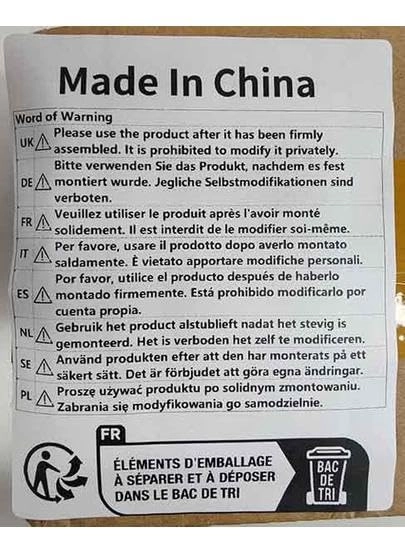 Made In China
Word of Warning
UK Please use the product after it has been firmly
assembled. It is prohibited to modify it privately.
DE Bitte verwenden Sie das Produkt, nachdem es fest
montiert wurde. Jegliche Selbstmodifikationen sind
verboten.
FR Veuillez utiliser le produit après l'avoir monté
solidement. Il est interdit de le modifier soi-même.
IT Per favore, usare il prodotto dopo averlo montato
saldamente. È vietato apportare modifiche personali.
ES Por favor, utilice el producto después de haberlo
montado firmemente. Está prohibido modificarlo por
cuenta propia.
NL Gebruik het product alstublieft nadat het stevig is
gemonteerd. Het is verboden het zelf te modificeren.
SE Använd produkten efter att den har monterats på ett
säkert sätt. Det är förbjudet att göra egna ändringar.
PL Proszę używać produktu po solidnym zmontowaniu.
Zabrania się modyfikowania go samodzielnie.
FR
ÉLÉMENTS D'EMBALLAGE
À SÉPARER ET À DÉPOSER
DANS LE BAC DE TRI
BAC
DE
TRI